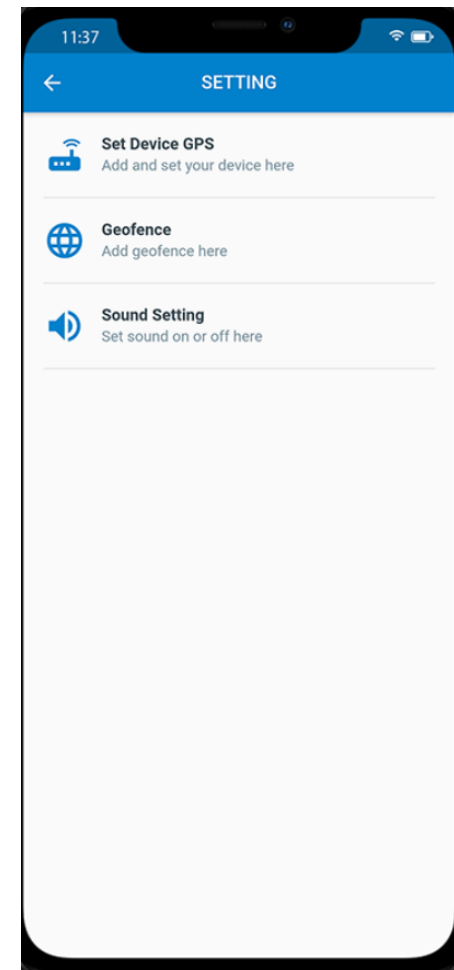 11:37
SETTING
Set Device GPS
Add and set your device here
Geofence
Add geofence here
Sound Setting
Set sound on or off here